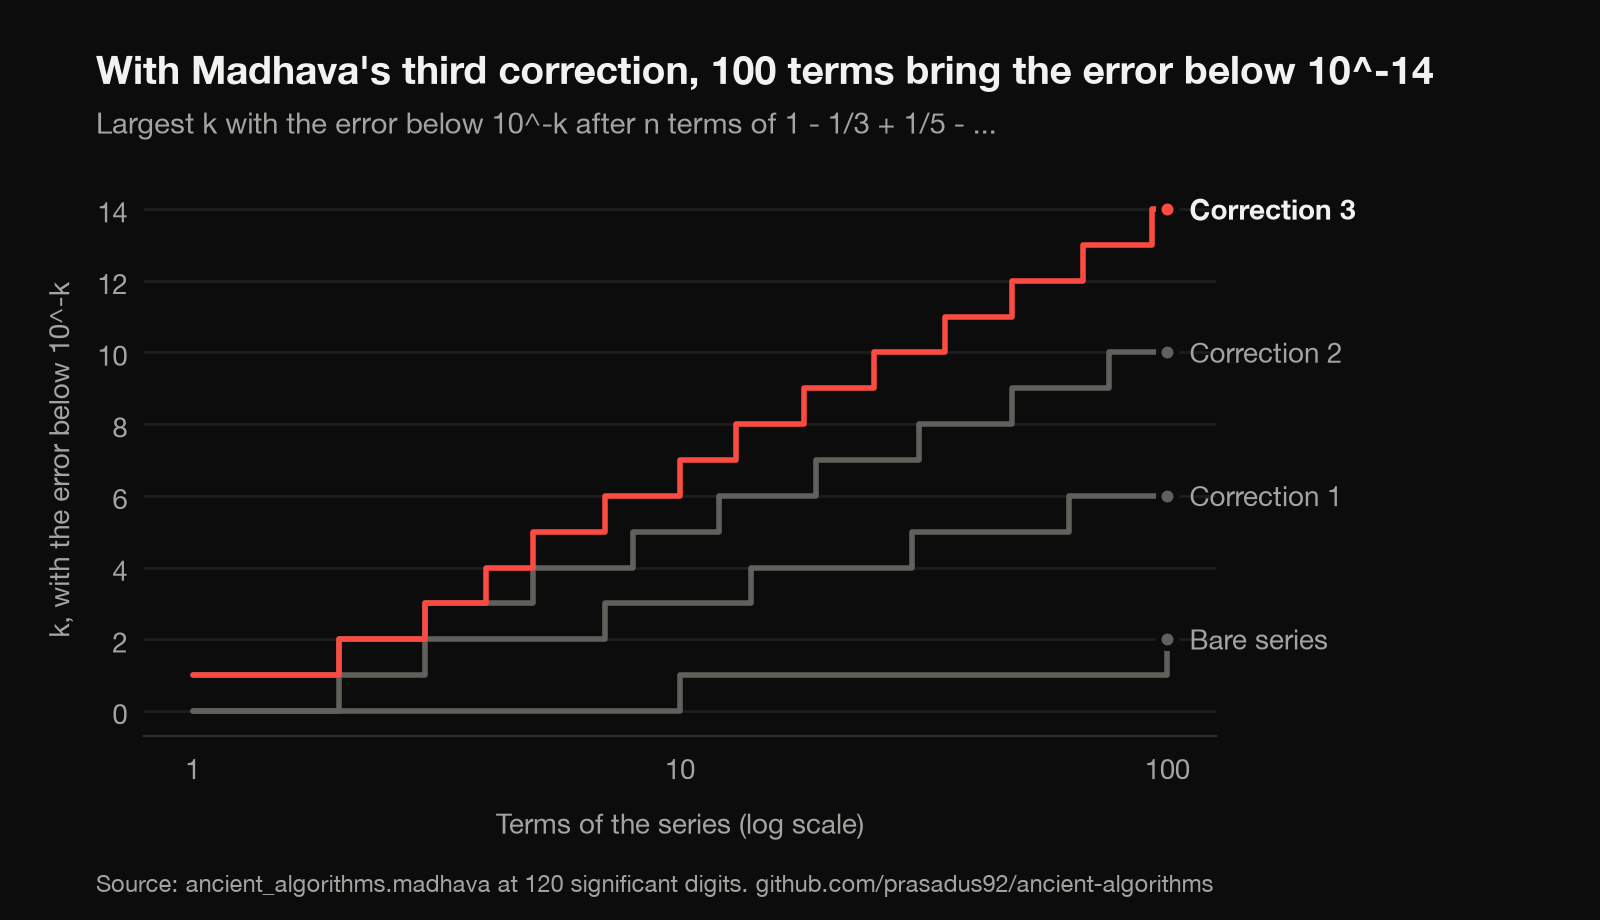 With Madhava's third correction, 100 terms bring the error below 10^-14
Largest k with the error below 10^-k after n terms of 1 - 1/3 + 1/5 - ...
k, with the error below 10^-k
14
12
10
8
6
4
2
0
Correction 3
Correction 2
Correction 1
Bare series
1
10
100
Terms of the series (log scale)
Source: ancient_algorithms.madhava at 120 significant digits. github.com/prasadus92/ancient-algorithms